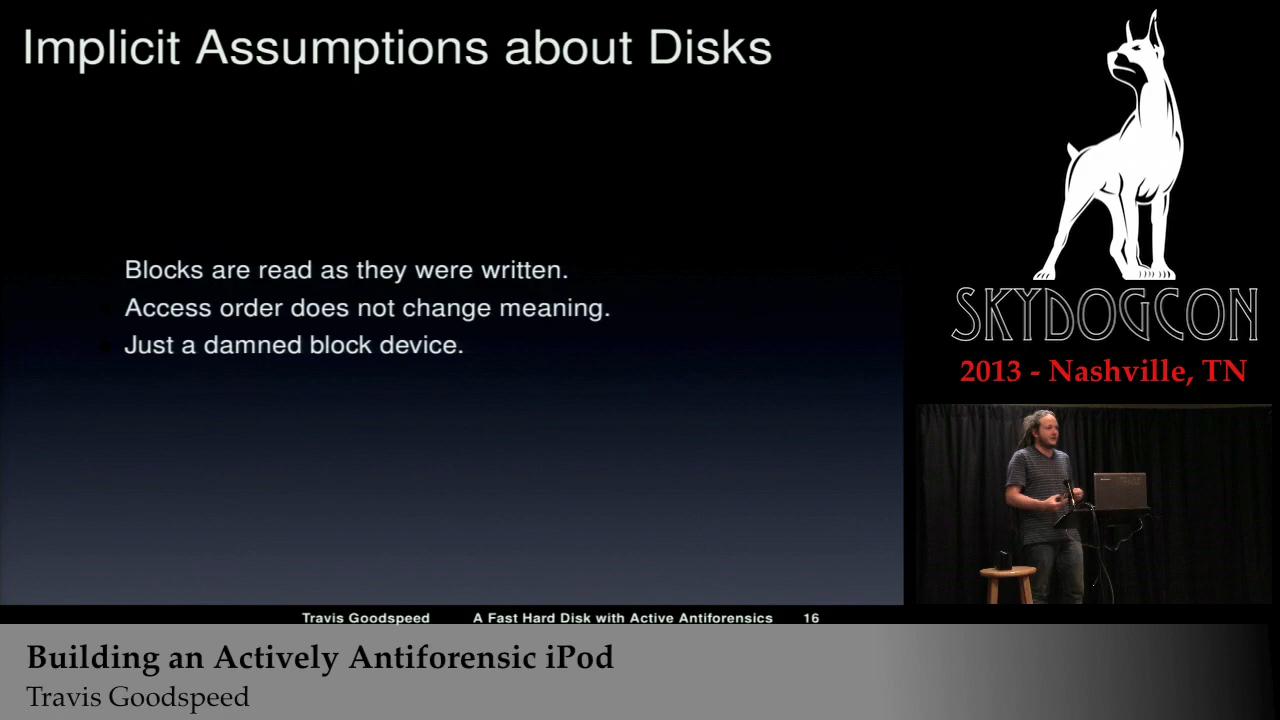 Implicit Assumptions about Disks
Blocks are read as they were written.
Access order does not change meaning.
Just a damned block device.
Travis Goodspeed A Fast Hard Disk with Active Antiforensics 16
SKYDOGCON
2013 - Nashville, TN
Building an Actively Antiforensic iPod
Travis Goodspeed